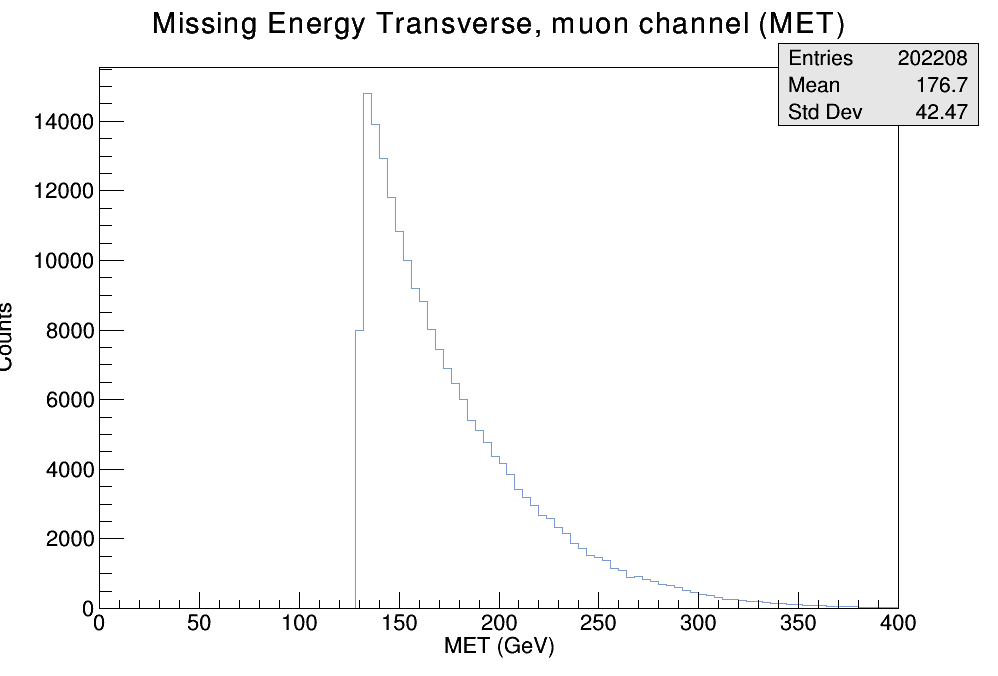 Missing Energy Transverse, muon channel (MET)
Entries 202208
Mean 176.7
Std Dev 42.47
14000
12000
10000
8000
6000
4000
2000
0
Counts
0 50 100 150 200 250 300 350 400
MET (GeV)